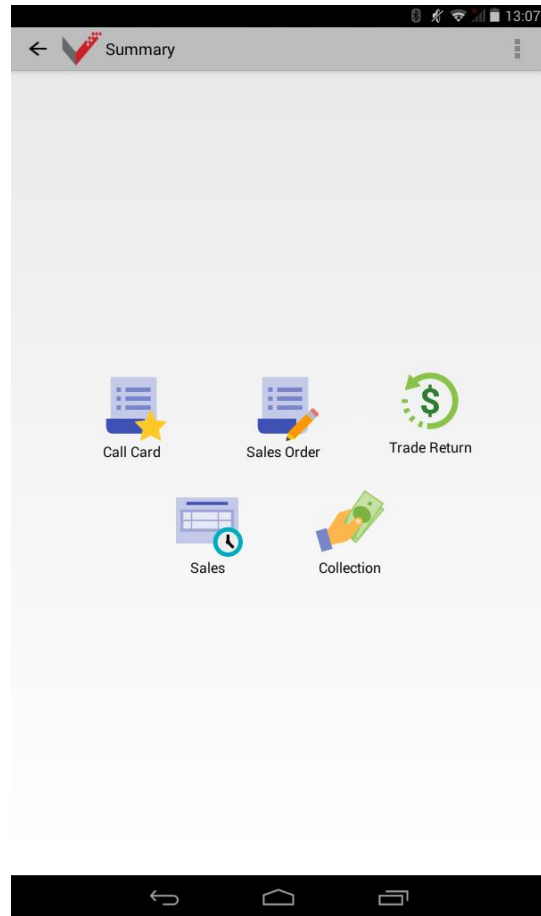 13:07
Summary
Call Card
Sales Order
Trade Return
Sales
Collection